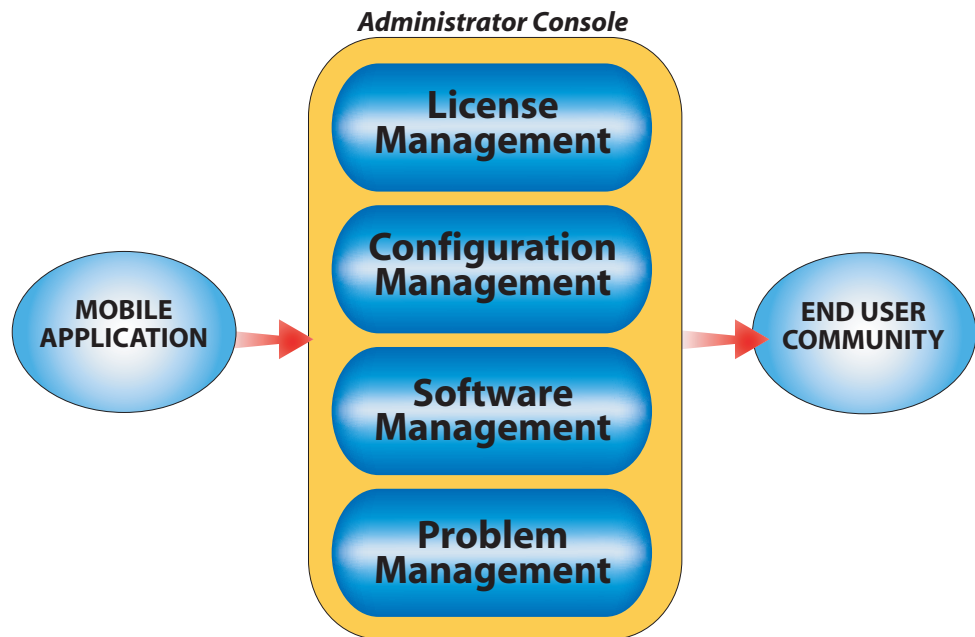 Administrator Console
License
Management
Configuration
Management
MOBILE
APPLICATION
END USER
COMMUNITY
Software
Management
Problem
Management